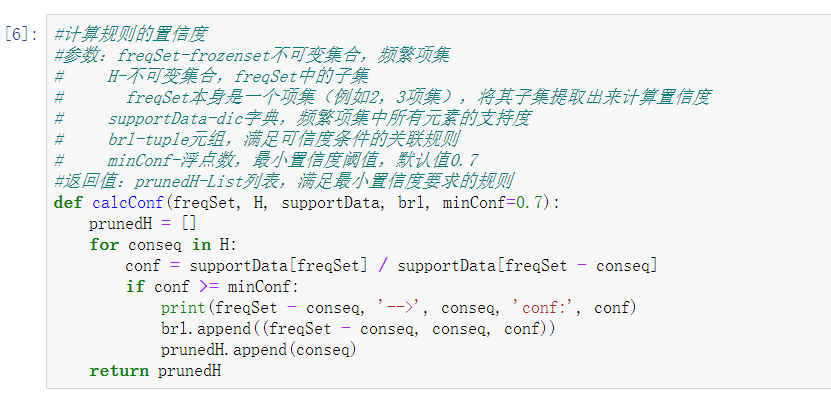 [6]: #计算规则的置信度
#参数：freqSet-frozenset不可变集合，频繁项集
#    H-不可变集合，freqSet中的子集
#      freqSet本身是一个项集（例如2，3项集），将其子集提取出来计算置信度
#    supportData-dic字典，频繁项集中所有元素的支持度
#    brl-tuple元组，满足可信度条件的关联规则
#    minConf-浮点数，最小置信度阈值，默认值0.7
#返回值：prunedH-List列表，满足最小置信度要求的规则
def calcConf(freqSet, H, supportData, brl, minConf=0.7):
    prunedH = []
    for conseq in H:
        conf = supportData[freqSet] / supportData[freqSet - conseq]
        if conf >= minConf:
            print(freqSet - conseq, '-->', conseq, 'conf:', conf)
            brl.append((freqSet - conseq, conseq, conf))
            prunedH.append(conseq)
    return prunedH